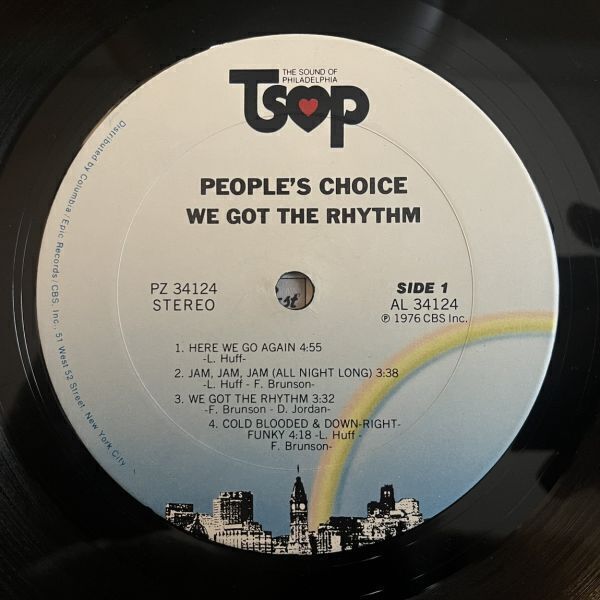 THE SOUND OF
PHILADELPHIA
TSOP
PEOPLE'S CHOICE
WE GOT THE RHYTHM
PZ 34124
STEREO
SIDE 1
AL 34124
℗ 1976 CBS Inc.
1. HERE WE GO AGAIN 4:55
-L. Huff-
2. JAM, JAM, JAM (ALL NIGHT LONG) 3:38
-L. Huff - F. Brunson-
3. WE GOT THE RHYTHM 3:32
-F. Brunson - D. Jordan-
4. COLD BLOODED & DOWN-RIGHT-
FUNKY 4:18 -L. Huff -
F. Brunson-
Distributed by Columbia/Epic Records/CBS, Inc. 51 West 52 Street, New York City